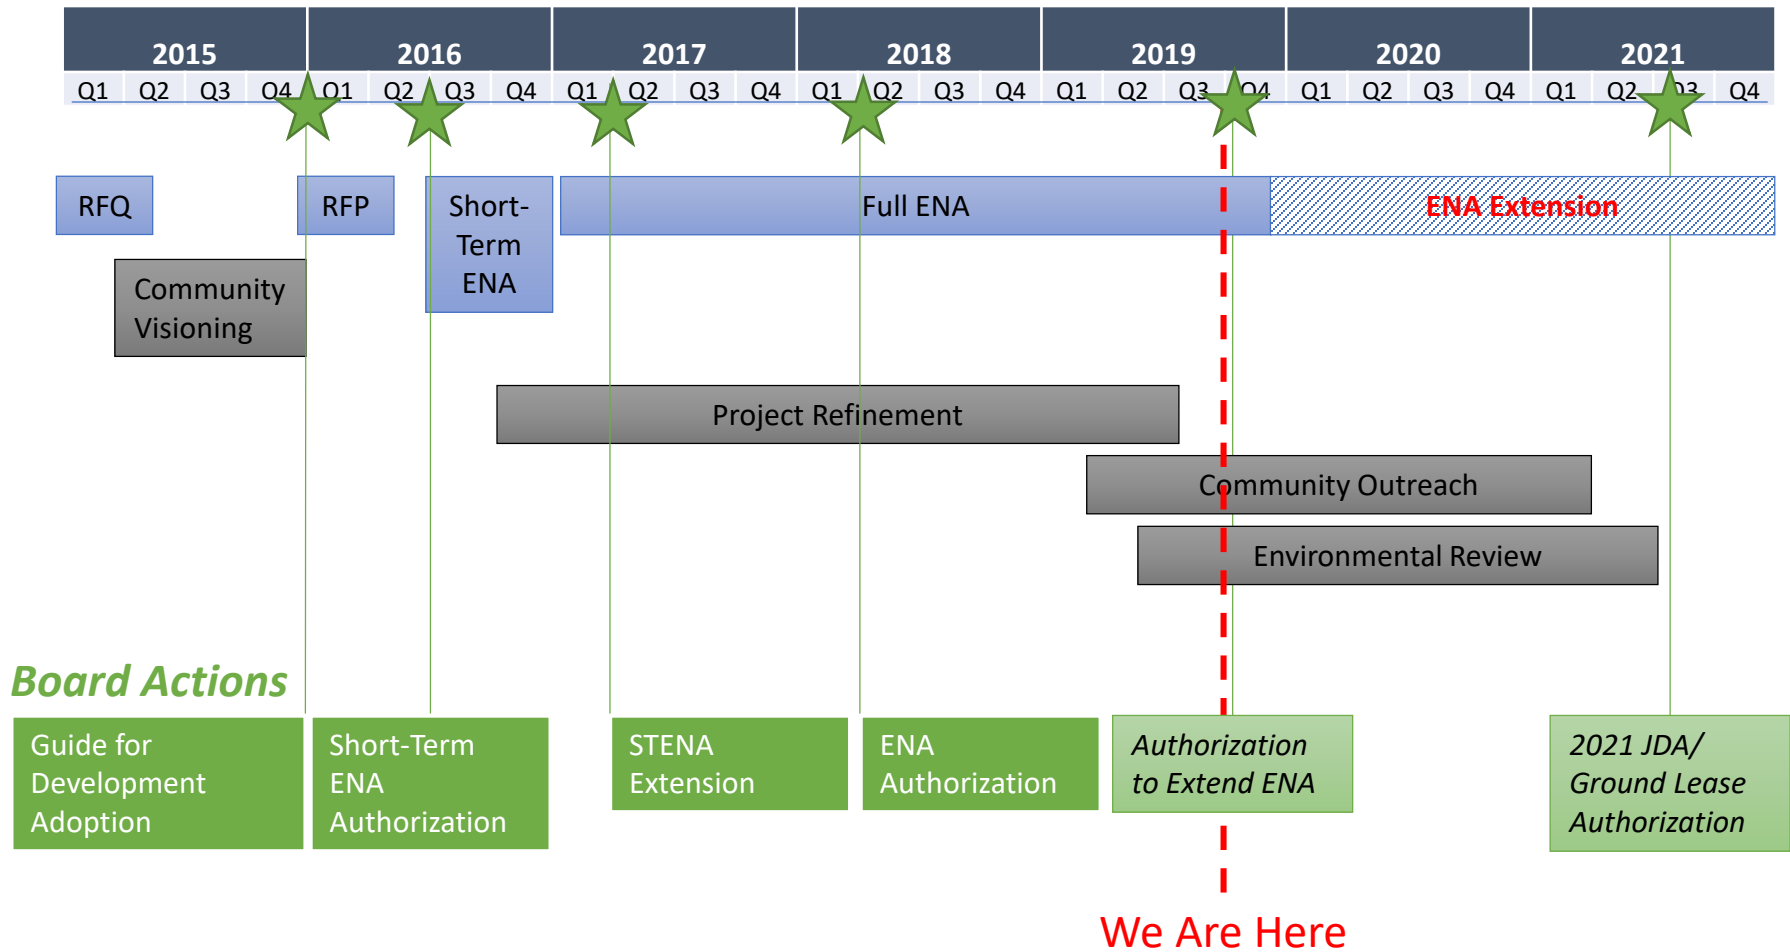 2015 2016 2017 2018 2019 2020 2021
Q1 Q2 Q3 Q4 Q1 Q2 Q3 Q4 Q1 Q2 Q3 Q4 Q1 Q2 Q3 Q4 Q1 Q2 Q3 Q4 Q1 Q2 Q3 Q4 Q1 Q2 Q3 Q4
RFQ
RFP
Short-
Term
ENA
Full ENA
ENA Extension
Community
Visioning
Project Refinement
Community Outreach
Environmental Review
Board Actions
Guide for
Development
Adoption
Short-Term
ENA
Authorization
STENA
Extension
ENA
Authorization
Authorization
to Extend ENA
2021 JDA/
Ground Lease
Authorization
We Are Here